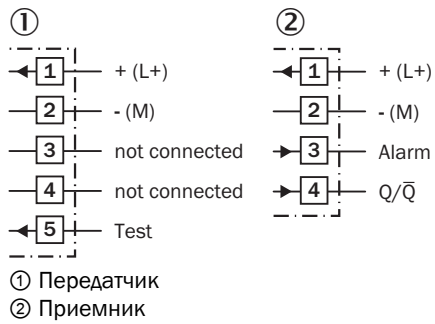 ① ②
1 + (L+) 1 + (L+)
2 - (M) 2 - (M)
3 not connected 3 Alarm
4 not connected 4 Q/Q̅
5 Test
① Передатчик
② Приемник